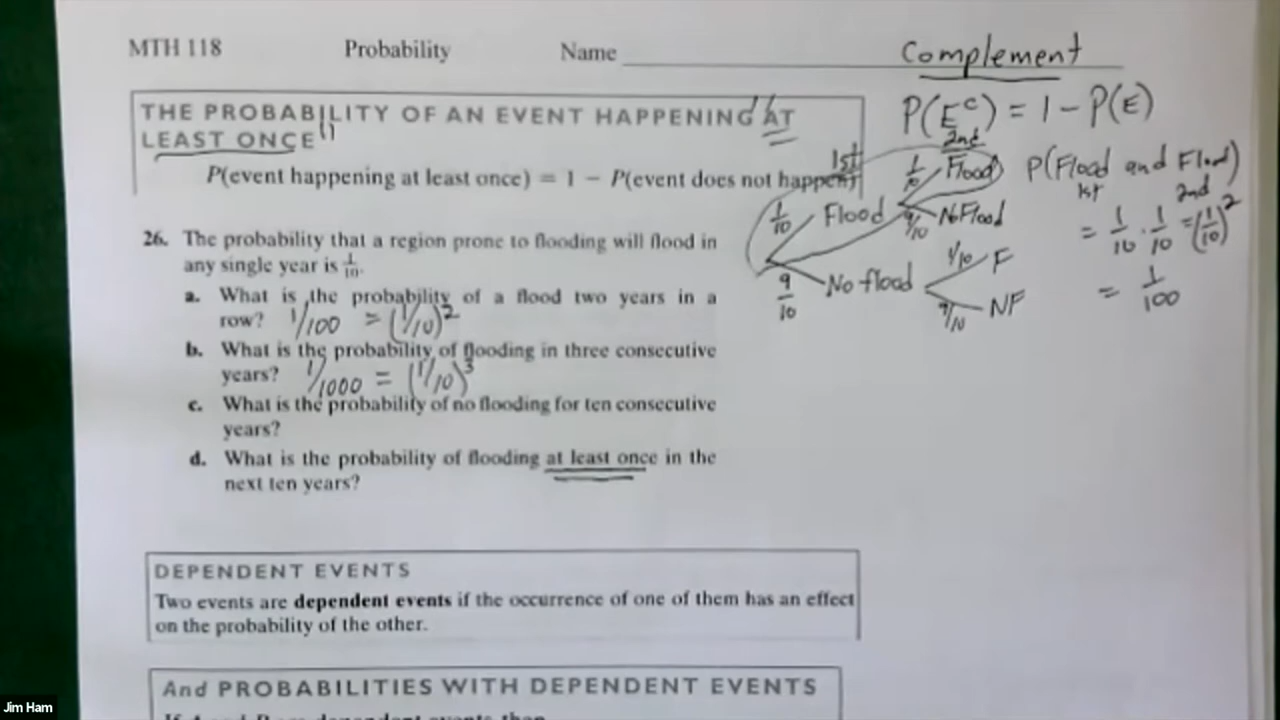 MTH 118 Probability Name Complement
P(E^c) = 1 - P(E)
THE PROBABILITY OF AN EVENT HAPPENING "AT
LEAST ONCE"
P(event happening at least once) = 1 − P(event does not happen)
1st 2nd
1/10 Flood 1/10 Flood
9/10 No Flood
9/10 No flood 1/10 F
9/10 NF
P(Flood and Flood)
1st 2nd
= 1/10 · 1/10 = (1/10)^2
= 1/100
26. The probability that a region prone to flooding will flood in
any single year is 1/10.
a. What is the probability of a flood two years in a
row? 1/100 = (1/10)^2
b. What is the probability of flooding in three consecutive
years? 1/1000 = (1/10)^3
c. What is the probability of no flooding for ten consecutive
years?
d. What is the probability of flooding at least once in the
next ten years?
DEPENDENT EVENTS
Two events are dependent events if the occurrence of one of them has an effect
on the probability of the other.
And PROBABILITIES WITH DEPENDENT EVENTS
Jim Ham